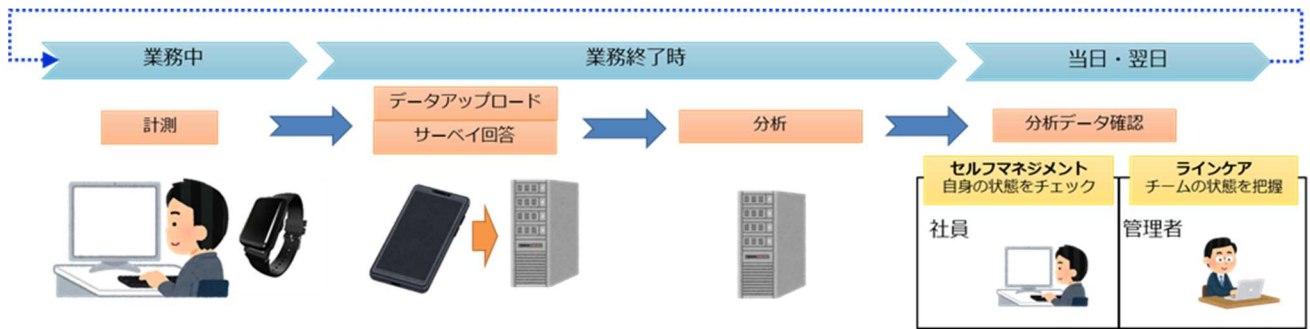 業務中
業務終了時
当日・翌日
計測
データアップロード
サーベイ回答
分析
分析データ確認
セルフマネジメント
自身の状態をチェック
ラインケア
チームの状態を把握
社員
管理者